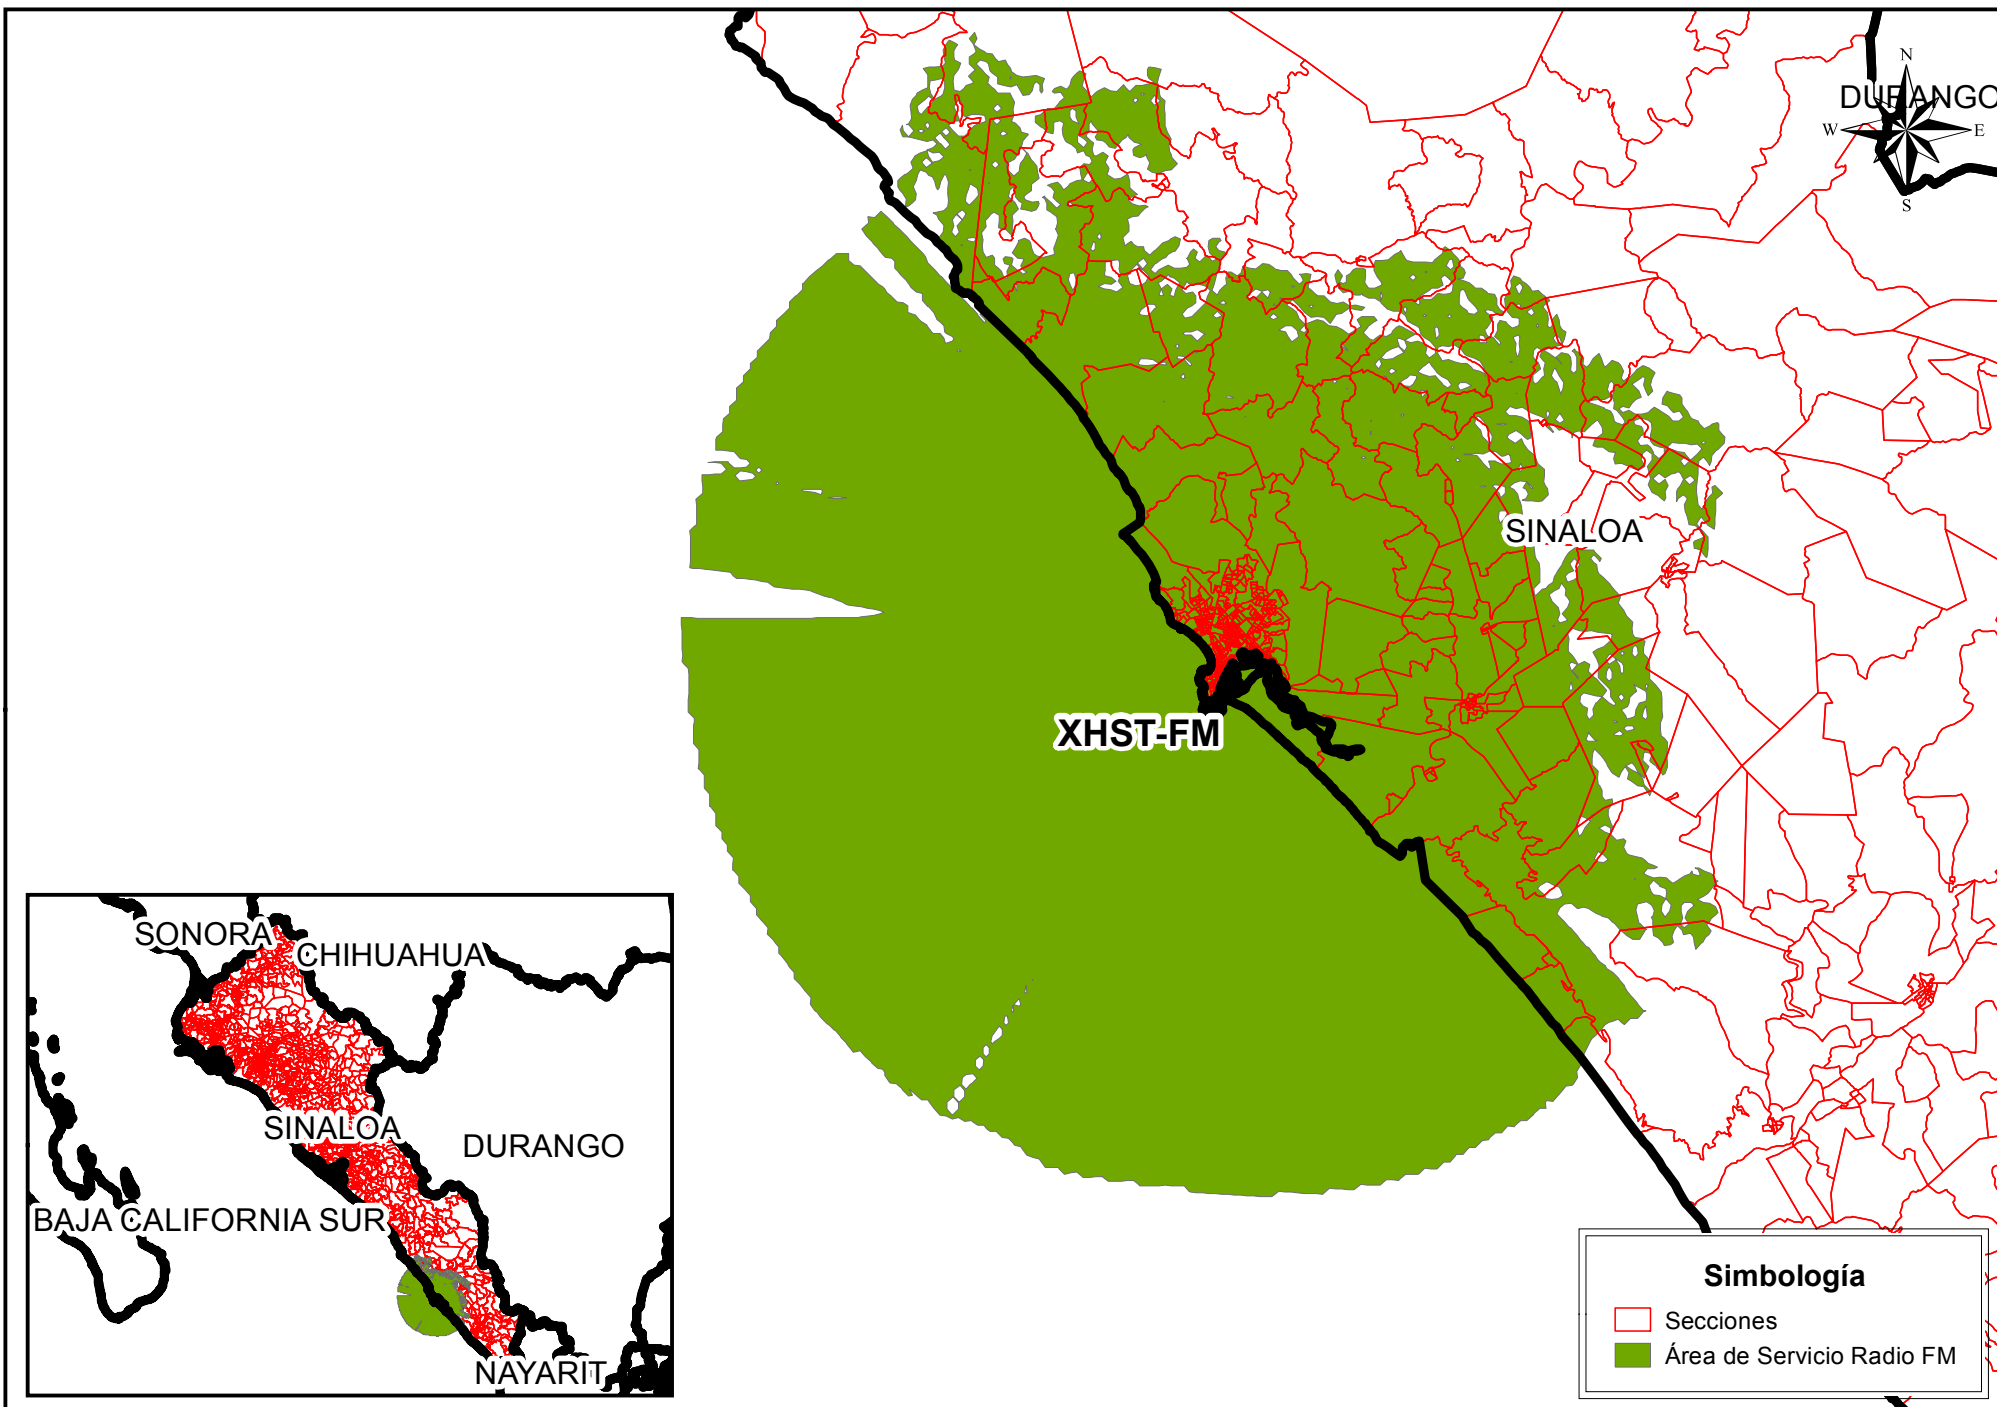 N
DURANGO
W
E
S
SINALOA
XHST-FM
SONORA
CHIHUAHUA
SINALOA
DURANGO
BAJA CALIFORNIA SUR
NAYARIT
Simbología
Secciones
Área de Servicio Radio FM